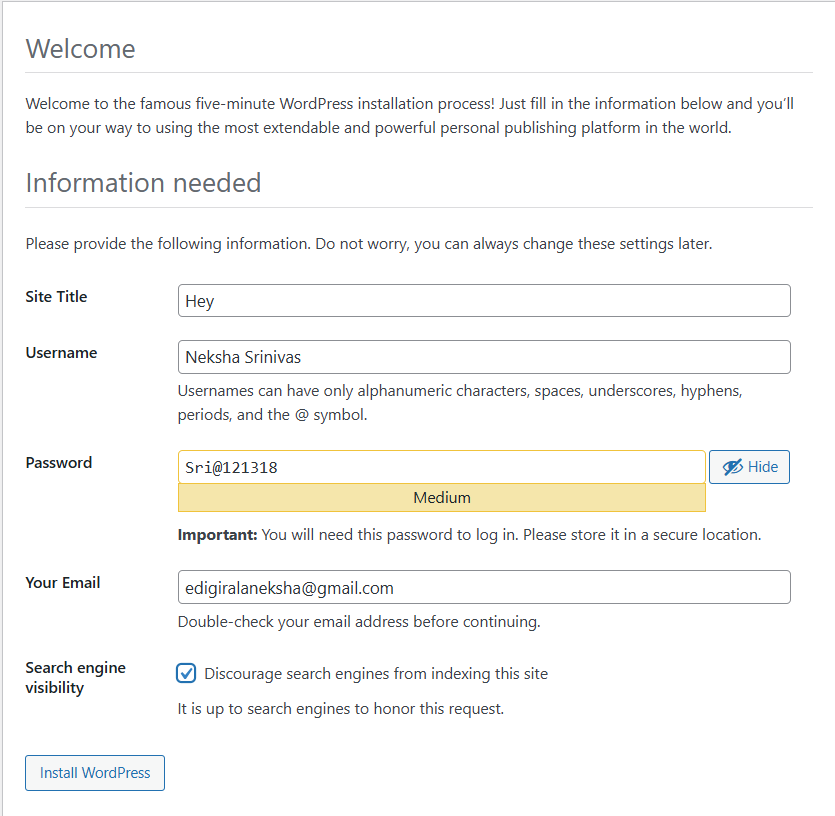 Welcome
Welcome to the famous five-minute WordPress installation process! Just fill in the information below and you’ll
be on your way to using the most extendable and powerful personal publishing platform in the world.
Information needed
Please provide the following information. Do not worry, you can always change these settings later.
Site Title
Hey
Username
Neksha Srinivas
Usernames can have only alphanumeric characters, spaces, underscores, hyphens,
periods, and the @ symbol.
Password
Sri@121318
Hide
Medium
Important: You will need this password to log in. Please store it in a secure location.
Your Email
edigiralaneksha@gmail.com
Double-check your email address before continuing.
Search engine
visibility
Discourage search engines from indexing this site
It is up to search engines to honor this request.
Install WordPress